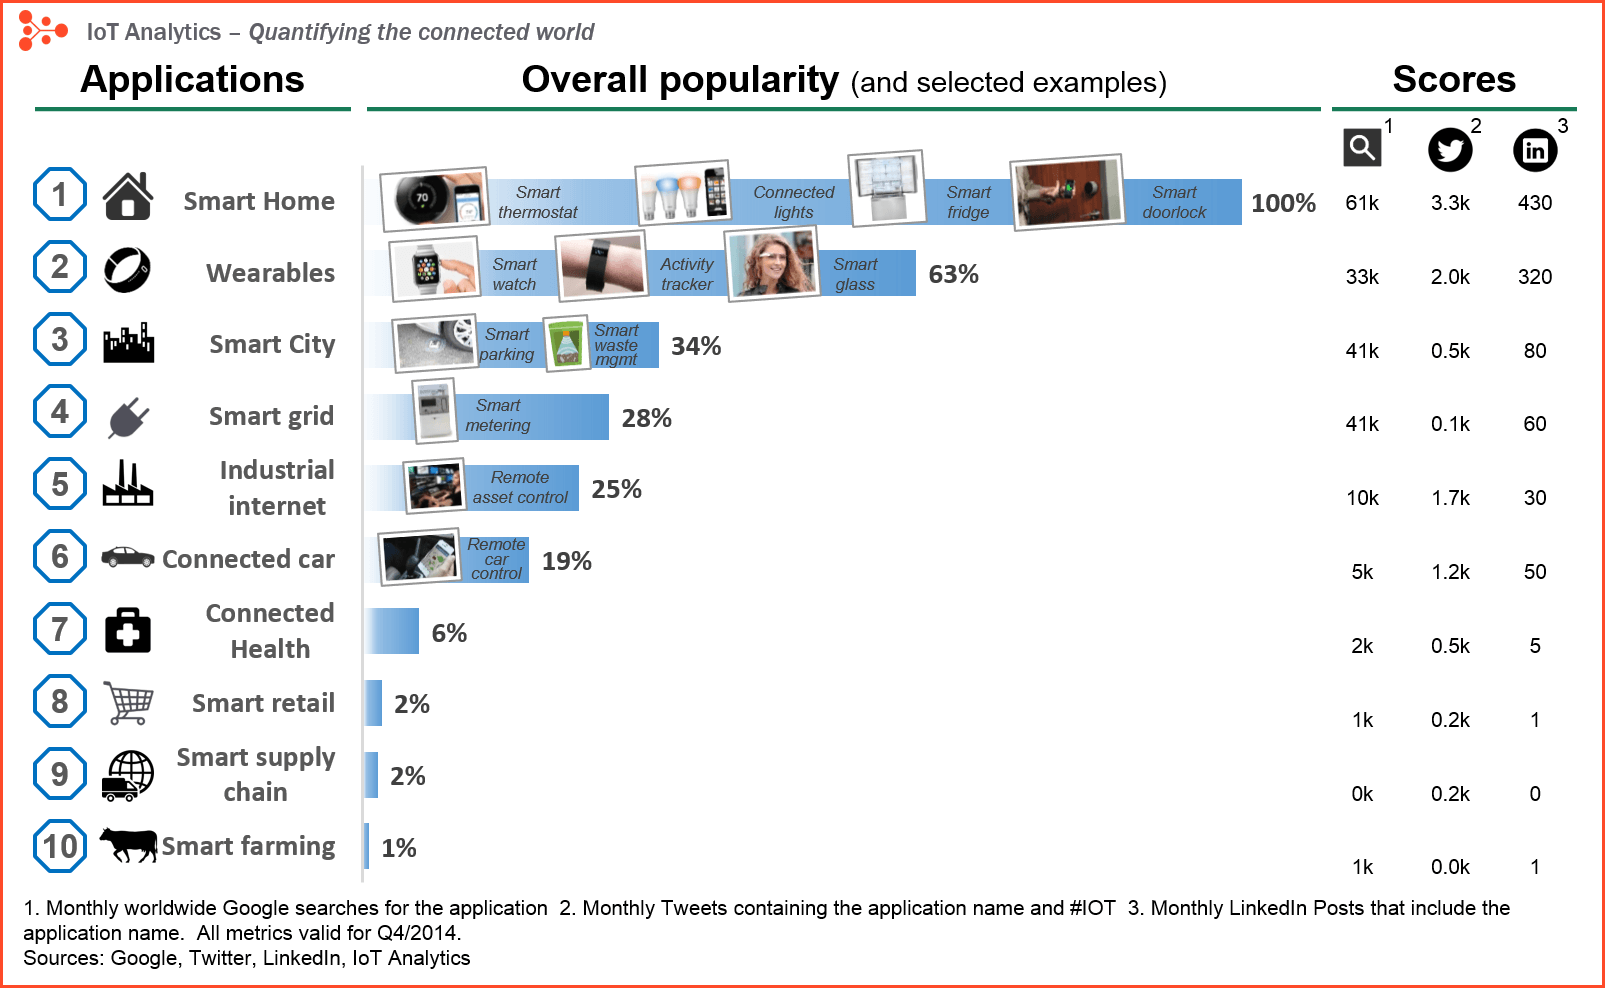 IoT Analytics – Quantifying the connected world
Applications
Overall popularity (and selected examples)
Scores
1
2
3
1
Smart Home
Smart
thermostat
Connected
lights
Smart
fridge
Smart
doorlock
100%
61k
3.3k
430
2
Wearables
Smart
watch
Activity
tracker
Smart
glass
63%
33k
2.0k
320
3
Smart City
Smart
parking
Smart
waste
mgmt
34%
41k
0.5k
80
4
Smart grid
Smart
metering
28%
41k
0.1k
60
5
Industrial
internet
Remote
asset control
25%
10k
1.7k
30
6
Connected car
Remote
car
control
19%
5k
1.2k
50
7
Connected
Health
6%
2k
0.5k
5
8
Smart retail
2%
1k
0.2k
1
9
Smart supply
chain
2%
0k
0.2k
0
10
Smart farming
1%
1k
0.0k
1
1. Monthly worldwide Google searches for the application 2. Monthly Tweets containing the application name and #IOT 3. Monthly LinkedIn Posts that include the
application name. All metrics valid for Q4/2014.
Sources: Google, Twitter, LinkedIn, IoT Analytics